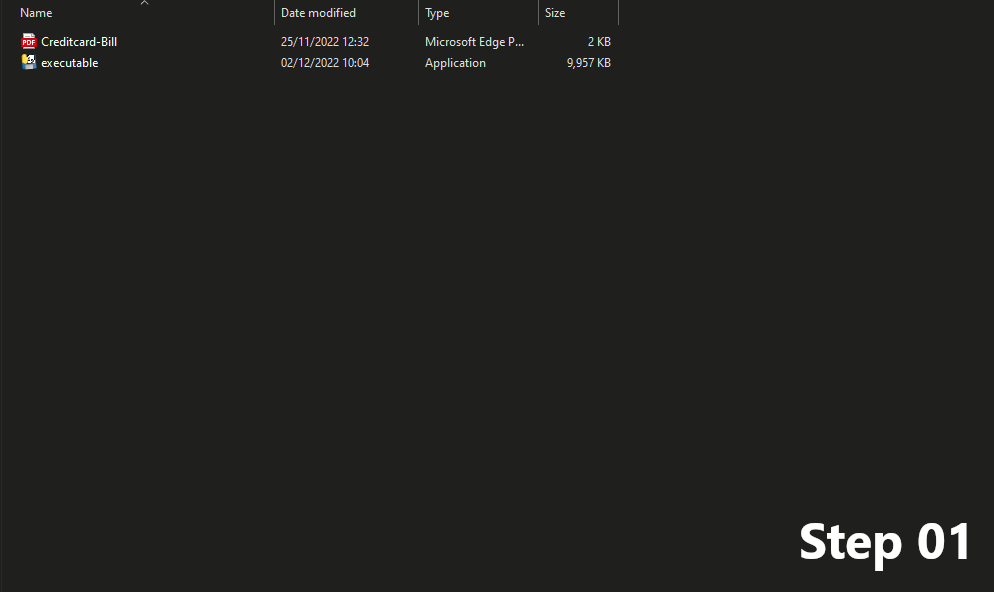 Name Date modified Type Size
PDF Creditcard-Bill 25/11/2022 12:32 Microsoft Edge P... 2 KB
executable 02/12/2022 10:04 Application 9,957 KB
Step 01